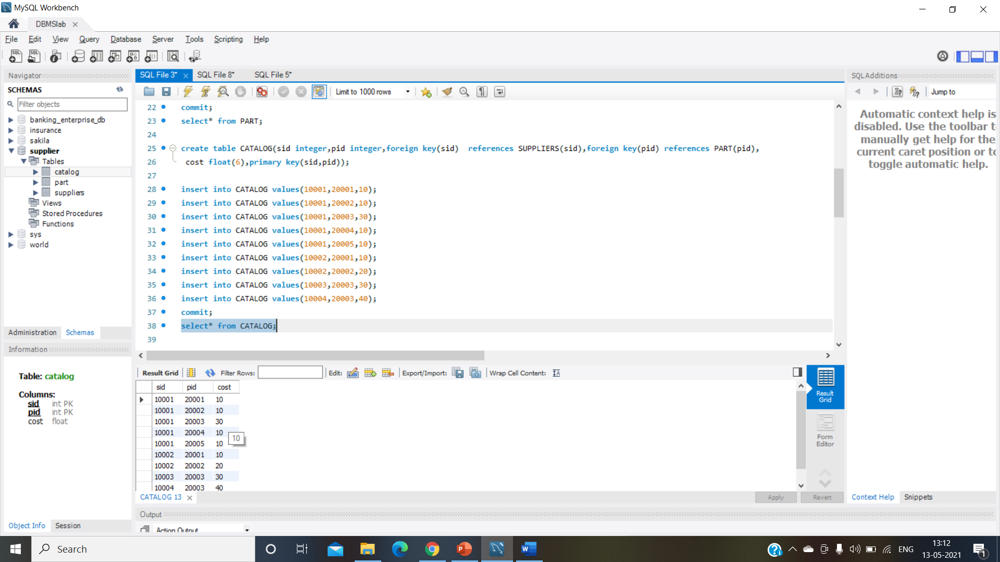 MySQL Workbench
DBMSlab
File Edit View Query Database Server Tools Scripting Help
Navigator
SCHEMAS
Filter objects
banking_enterprise_db
insurance
sakila
supplier
Tables
catalog
part
suppliers
Views
Stored Procedures
Functions
sys
world
Administration Schemas
Information
Table: catalog
Columns:
sid int PK
pid int PK
cost float
Object Info Session
SQL File 3* SQL File 8* SQL File 5*
Limit to 1000 rows
22 commit;
23 select* from PART;
24
25 create table CATALOG(sid integer,pid integer,foreign key(sid)  references SUPPLIERS(sid),foreign key(pid) references PART(pid),
26 cost float(6),primary key(sid,pid));
27
28 insert into CATALOG values(10001,20001,10);
29 insert into CATALOG values(10001,20002,10);
30 insert into CATALOG values(10001,20003,30);
31 insert into CATALOG values(10001,20004,10);
32 insert into CATALOG values(10001,20005,10);
33 insert into CATALOG values(10002,20001,10);
34 insert into CATALOG values(10002,20002,20);
35 insert into CATALOG values(10003,20003,30);
36 insert into CATALOG values(10004,20003,40);
37 commit;
38 select* from CATALOG;
39
Result Grid Filter Rows: Edit: Export/Import: Wrap Cell Content:
sid pid cost
10001 20001 10
10001 20002 10
10001 20003 30
10001 20004 10
10001 20005 10
10002 20001 10
10002 20002 20
10003 20003 30
10004 20003 40
10
Result
Grid
Form
Editor
CATALOG 13
Apply Revert
Output
Action Output
SQLAdditions
Jump to
Automatic context help is
disabled. Use the toolbar t
manually get help for the
current caret position or to
toggle automatic help.
Context Help Snippets
Search
ENG
13:12
13-05-2021
1